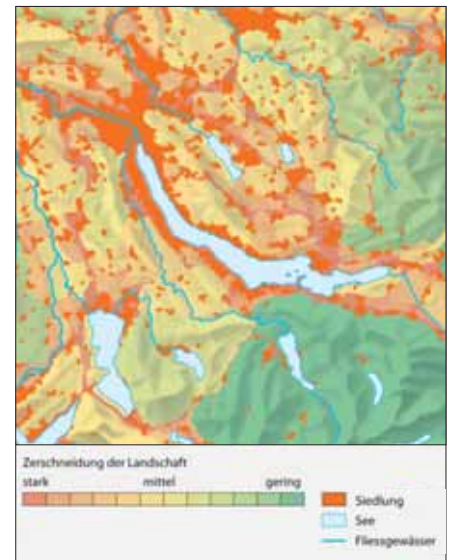 Zerschneidung der Landschaft
stark mittel gering
Siedlung
See
Fliessgewässer